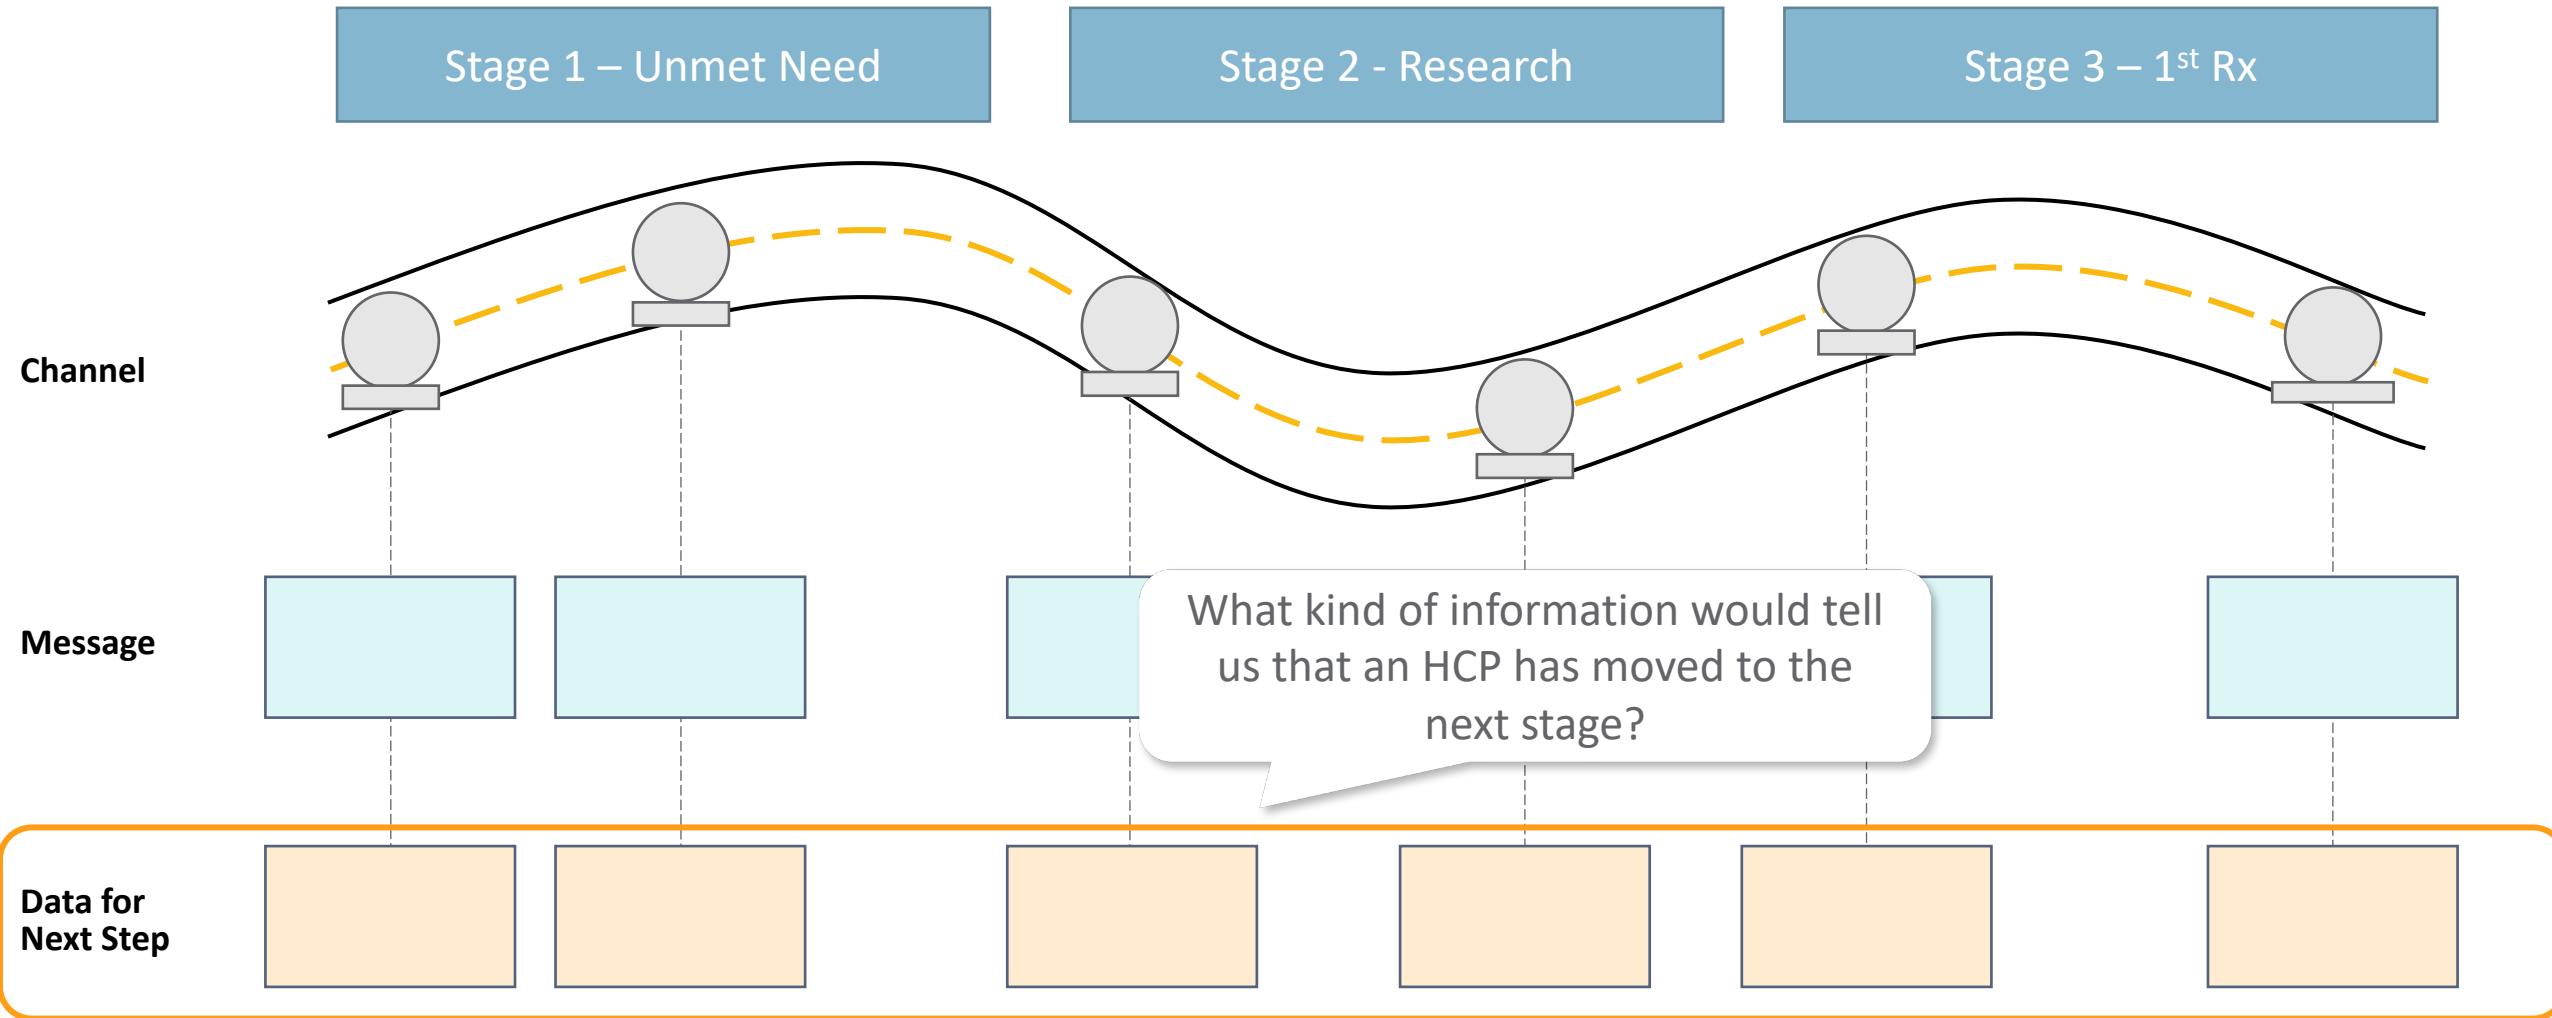 Stage 1 – Unmet Need
Stage 2 - Research
Stage 3 – 1st Rx
Channel
Message
What kind of information would tell
us that an HCP has moved to the
next stage?
Data for
Next Step